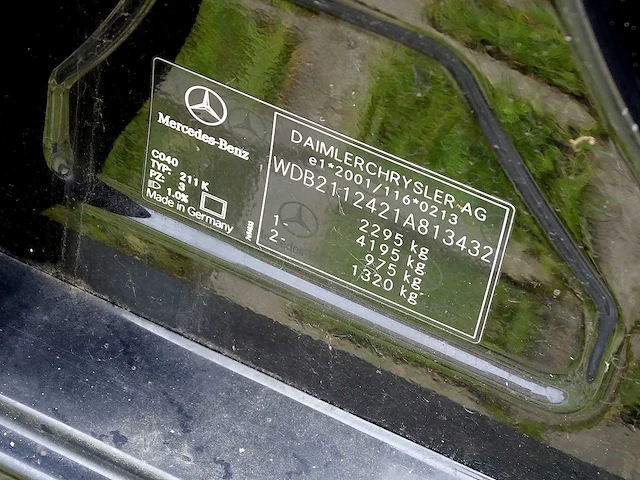 Mercedes-Benz
C040
TYP: 211 K
PZ: 3
1.0%
Made in Germany
DAIMLERCHRYSLER-AG
e1*2001/116*0213
WDB2112421A813432
2295 kg
4195 kg
1- 975 kg
2- 1320 kg